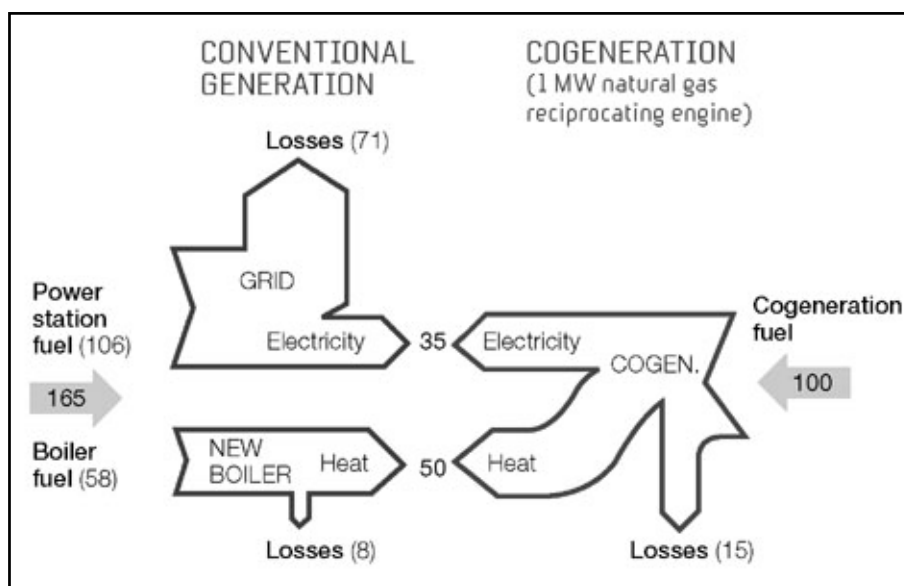 CONVENTIONAL
GENERATION
COGENERATION
(1 MW natural gas
reciprocating engine)
Losses (71)
GRID
Power
station
fuel (106)
Electricity
35
Electricity
COGEN.
Cogeneration
fuel
165
100
Boiler
fuel (58)
NEW
BOILER
Heat
50
Heat
Losses (8)
Losses (15)